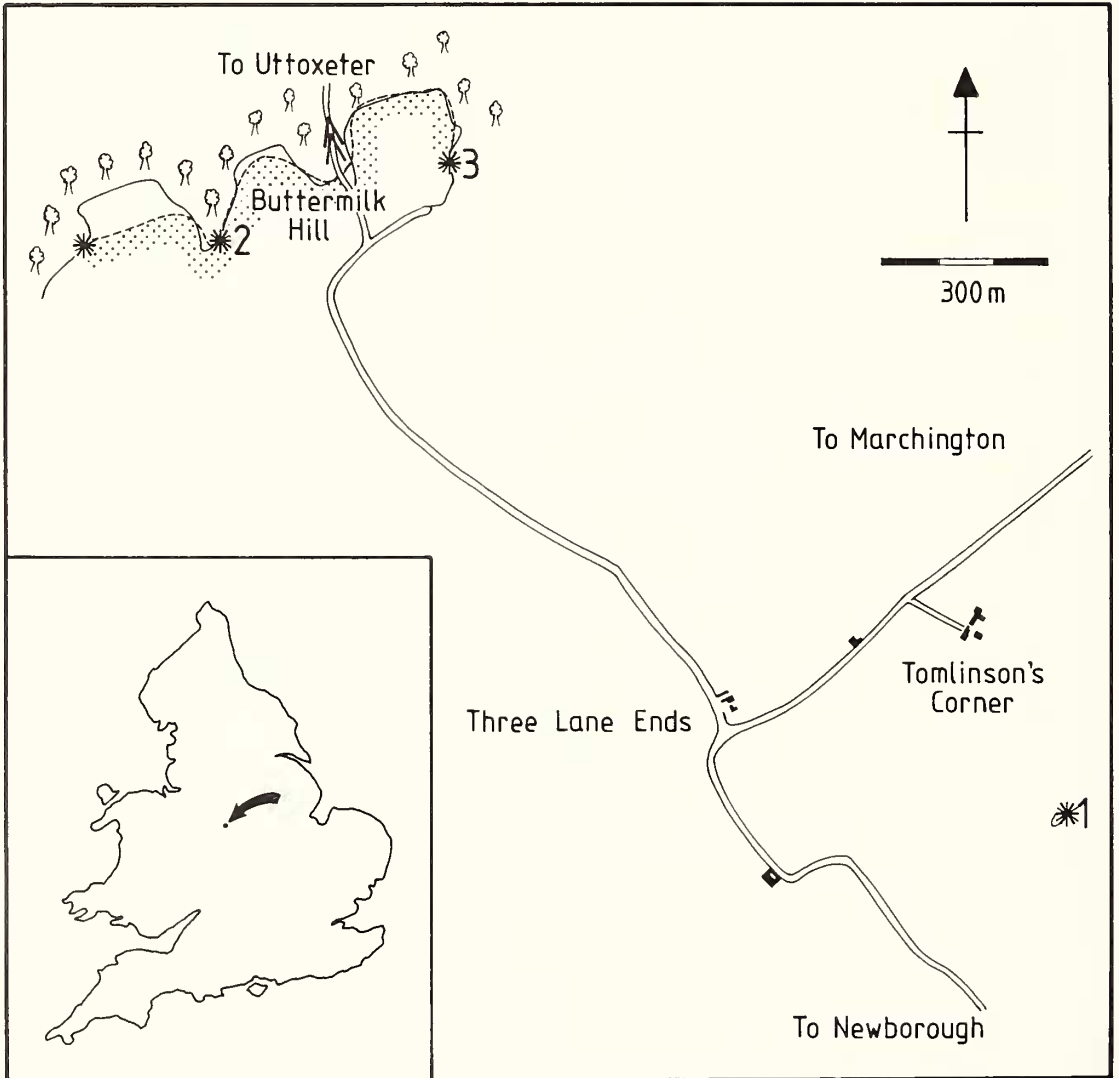 To Uttoxeter
3
Buttermilk
Hill
2
300 m
To Marchington
Tomlinson's
Corner
Three Lane Ends
1
To Newborough